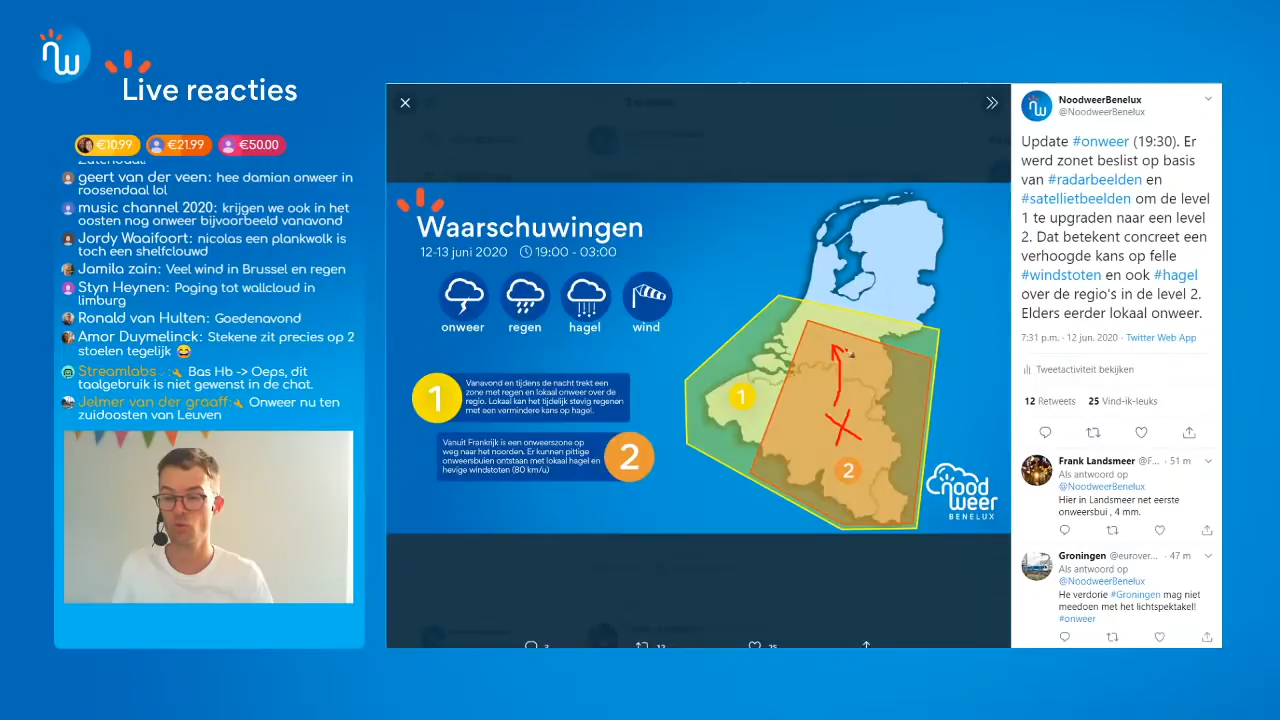 nw
Live reacties
€10.99 €21.99 €50.00
Zutendaal!
geert van der veen: hee damian onweer in
roosendaal lol
music channel 2020: krijgen we ook in het
oosten nog onweer bijvoorbeeld vanavond
Jordy Waaifoort: nicolas een plankwolk is
toch een shelfclouwd
Jamila zain: Veel wind in Brussel en regen
Styn Heynen: Poging tot wallcloud in
limburg
Ronald van Hulten: Goedenavond
Amor Duymelinck: Stekene zit precies op 2
stoelen tegelijk 😂
Streamlabs: Bas Hb -> Oeps, dit
taalgebruik is niet gewenst in de chat.
Jelmer van der graaff: Onweer nu ten
zuidoosten van Leuven
Waarschuwingen
12-13 juni 2020 19:00 - 03:00
onweer regen hagel wind
1
Vanavond en tijdens de nacht trekt een
zone met regen en lokaal onweer over de
regio. Lokaal kan het tijdelijk stevig regenen
met een vermindere kans op hagel.
Vanuit Frankrijk is een onweerszone op
weg naar het noorden. Er kunnen pittige
onweersbuien ontstaan met lokaal hagel en
hevige windstoten (80 km/u)
2
1
2
nood
weer
BENELUX
NoodweerBenelux
@NoodweerBenelux
Update #onweer (19:30). Er
werd zonet beslist op basis
van #radarbeelden en
#satellietbeelden om de level
1 te upgraden naar een level
2. Dat betekent concreet een
verhoogde kans op felle
#windstoten en ook #hagel
over de regio's in de level 2.
Elders eerder lokaal onweer.
7:31 p.m. · 12 jun. 2020 · Twitter Web App
Tweetactiviteit bekijken
12 Retweets 25 Vind-ik-leuks
Frank Landsmeer @F... · 51 m
Als antwoord op
@NoodweerBenelux
Hier in Landsmeer net eerste
onweersbui , 4 mm.
Groningen @eurover... · 47 m
Als antwoord op
@NoodweerBenelux
He verdorie #Groningen mag niet
meedoen met het lichtspektakel!
#onweer